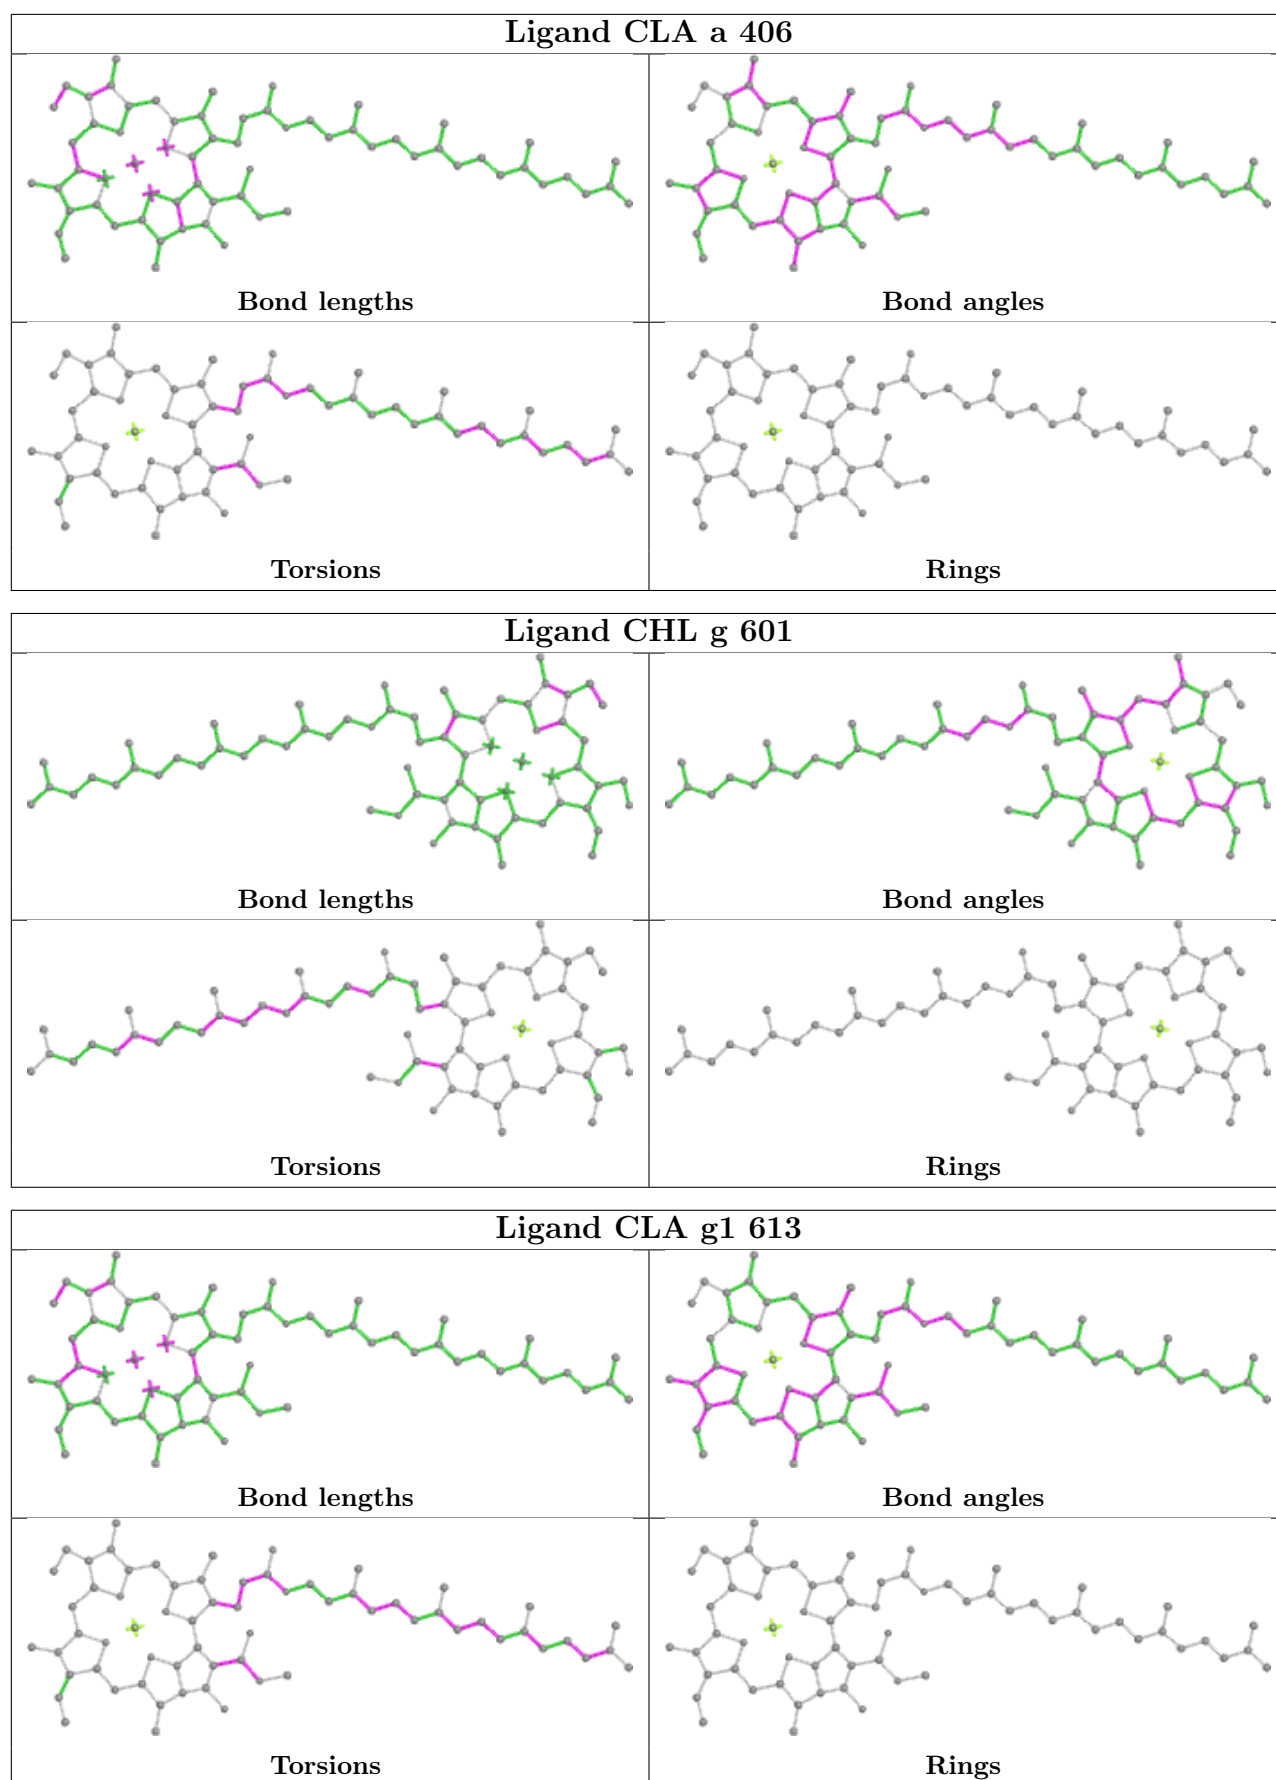 Ligand CLA a 406
Bond lengths
Bond angles
Torsions
Rings
Ligand CHL g 601
Bond lengths
Bond angles
Torsions
Rings
Ligand CLA g1 613
Bond lengths
Bond angles
Torsions
Rings